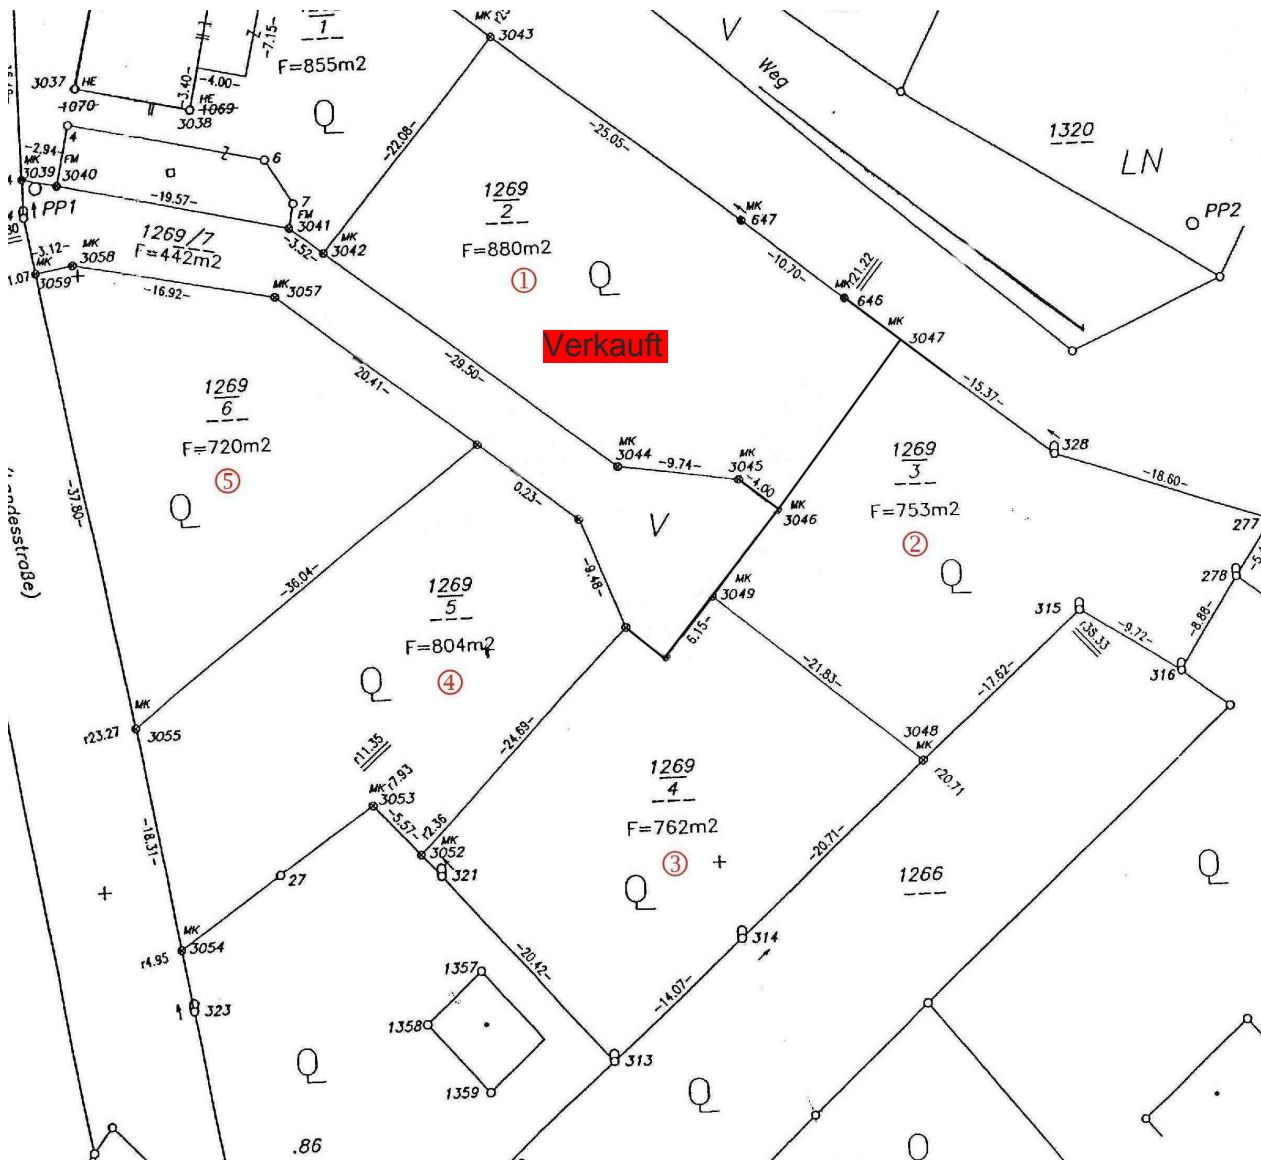 MK
3043
1269
1
F=855m2
-7.15-
-4.00-
-3.40-
3037
HE
-1070-
HE
-1069-
3038
4
-2.94-
6
MK
3039
FM
3040
-19.57-
7
FM
3041
PP1
1269/7
F=442m2
-3.52-
MK
3042
-22.08-
-25.05-
1269
2
F=880m2
①
Verkauft
MK
647
-10.70-
r21.22
MK
646
MK
3047
-15.37-
V
Weg
1320
LN
PP2
-3.12-
MK
3058
1.07
MK
3059
-16.92-
MK
3057
20.41-
-29.50-
1269
6
F=720m2
⑤
-37.80-
(Landesstraße)
MK
3044
-9.74-
MK
3045
-4.00
MK
3046
V
0.23-
-9.48-
-36.04-
1269
3
F=753m2
②
328
-18.60-
277
278
-8.88-
315
r38.33
-9.72-
316
MK
3049
6.15-
-21.83-
-17.62-
3048
MK
r20.71
1269
5
F=804m2
④
-24.69-
MK
3055
r23.27
r11.35
r7.93
MK
3053
-5.57-
r2.36
MK
3052
321
1269
4
F=762m2
③
-20.71-
1266
-18.31-
27
MK
3054
r4.95
323
-20.42-
314
-14.07-
313
1357
1358
1359
.86